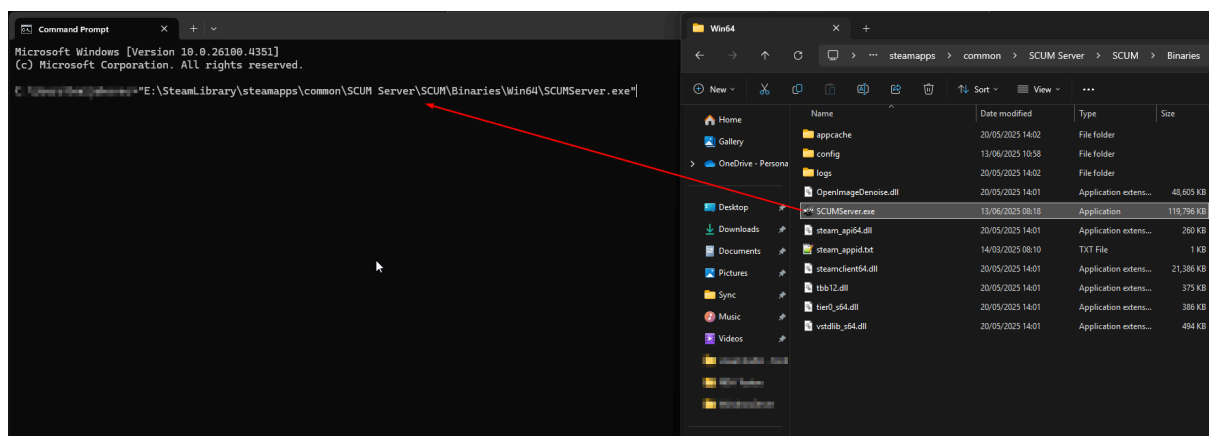 Command Prompt
Microsoft Windows [Version 10.0.26100.4351]
(c) Microsoft Corporation. All rights reserved.
"E:\SteamLibrary\steamapps\common\SCUM Server\SCUM\Binaries\Win64\SCUMServer.exe"
Win64
... steamapps > common > SCUM Server > SCUM > Binaries
New Sort View ...
Name Date modified Type Size
Home
Gallery
OneDrive - Persona
Desktop
Downloads
Documents
Pictures
Sync
Music
Videos
appcache 20/05/2025 14:02 File folder
config 13/06/2025 10:58 File folder
logs 20/05/2025 14:02 File folder
OpenImageDenoise.dll 20/05/2025 14:01 Application extens... 48,605 KB
SCUMServer.exe 13/06/2025 08:18 Application 119,796 KB
steam_api64.dll 20/05/2025 14:01 Application extens... 260 KB
steam_appid.txt 14/03/2025 08:10 TXT File 1 KB
steamclient64.dll 20/05/2025 14:01 Application extens... 21,386 KB
tbb12.dll 20/05/2025 14:01 Application extens... 375 KB
tier0_s64.dll 20/05/2025 14:01 Application extens... 386 KB
vstdlib_s64.dll 20/05/2025 14:01 Application extens... 494 KB